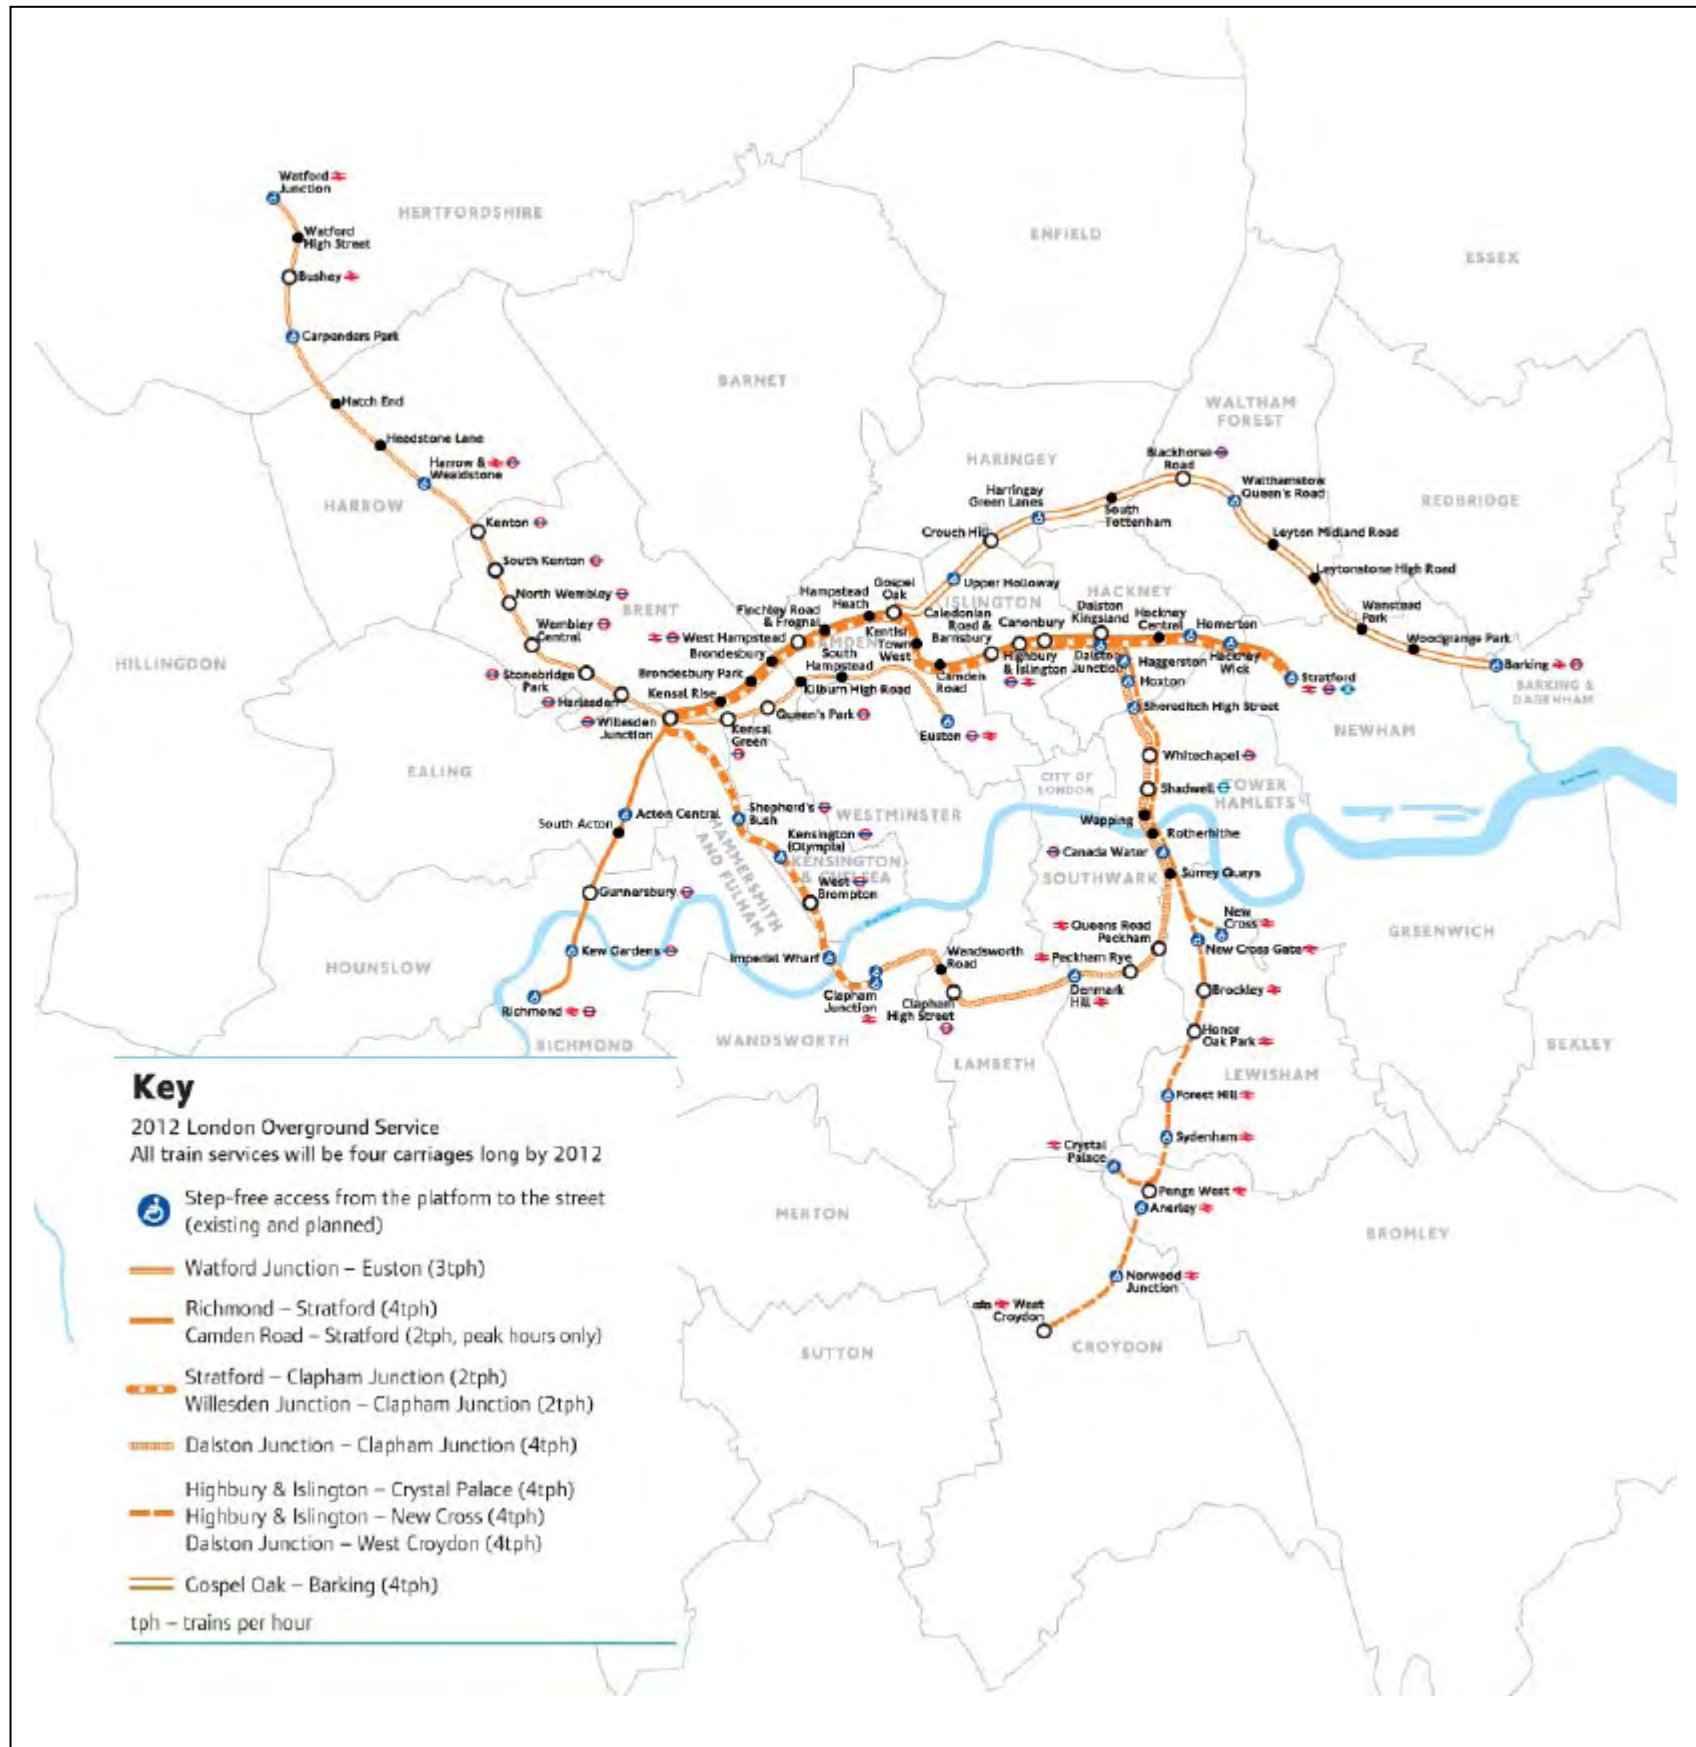 Watford
Junction
HERTFORDSHIRE
Watford
High Street
Bushey
Carpenders Park
Hatch End
Headstone Lane
Harrow &
Wealdstone
HARROW
Kenton
South Kenton
North Wembley
BRENT
Wembley
Central
Stonebridge
Park
Harlesden
Willesden
Junction
HILLINGDON
ENFIELD
ESSEX
BARNET
WALTHAM
FOREST
HARINGEY
Blackhorse
Road
Walthamstow
Queen's Road
REDBRIDGE
Harringay
Green Lanes
South
Tottenham
Crouch Hill
Leyton Midland Road
Leytonstone High Road
Upper Holloway
Gospel
Oak
Hampstead
Heath
Finchley Road
& Frognal
West Hampstead
Brondesbury
Brondesbury Park
Kensal Rise
CAMDEN
Kentish
Town
West
South
Hampstead
Kilburn High Road
Queen's Park
Kensal
Green
Euston
Camden
Road
ISLINGTON
Caledonian
Road &
Barnsbury
Canonbury
Highbury
& Islington
HACKNEY
Dalston
Kingsland
Hackney
Central
Homerton
Dalston
Junction
Hackney
Wick
Haggerston
Hoxton
Shoreditch High Street
Stratford
Wanstead
Park
Woodgrange Park
Barking
BARKING &
DAGENHAM
NEWHAM
EALING
Acton Central
South Acton
Shepherd's
Bush
WESTMINSTER
Kensington
(Olympia)
KENSINGTON
& CHELSEA
HAMMERSMITH
AND FULHAM
West
Brompton
CITY OF
LONDON
Whitechapel
Shadwell
TOWER
HAMLETS
Wapping
Rotherhithe
Canada Water
SOUTHWARK
Surrey Quays
Gunnersbury
Kew Gardens
HOUNSLOW
Richmond
RICHMOND
Imperial Wharf
Clapham
Junction
WANDSWORTH
Wandsworth
Road
Clapham
High Street
LAMBETH
Queens Road
Peckham
Peckham Rye
Denmark
Hill
New
Cross
New Cross Gate
GREENWICH
Brockley
Honor
Oak Park
LEWISHAM
BEXLEY
Forest Hill
Sydenham
Crystal
Palace
Penge West
Anerley
BROMLEY
MERTON
Norwood
Junction
West
Croydon
CROYDON
SUTTON
Key
2012 London Overground Service
All train services will be four carriages long by 2012
Step-free access from the platform to the street
(existing and planned)
Watford Junction – Euston (3tph)
Richmond – Stratford (4tph)
Camden Road – Stratford (2tph, peak hours only)
Stratford – Clapham Junction (2tph)
Willesden Junction – Clapham Junction (2tph)
Dalston Junction – Clapham Junction (4tph)
Highbury & Islington – Crystal Palace (4tph)
Highbury & Islington – New Cross (4tph)
Dalston Junction – West Croydon (4tph)
Gospel Oak – Barking (4tph)
tph – trains per hour